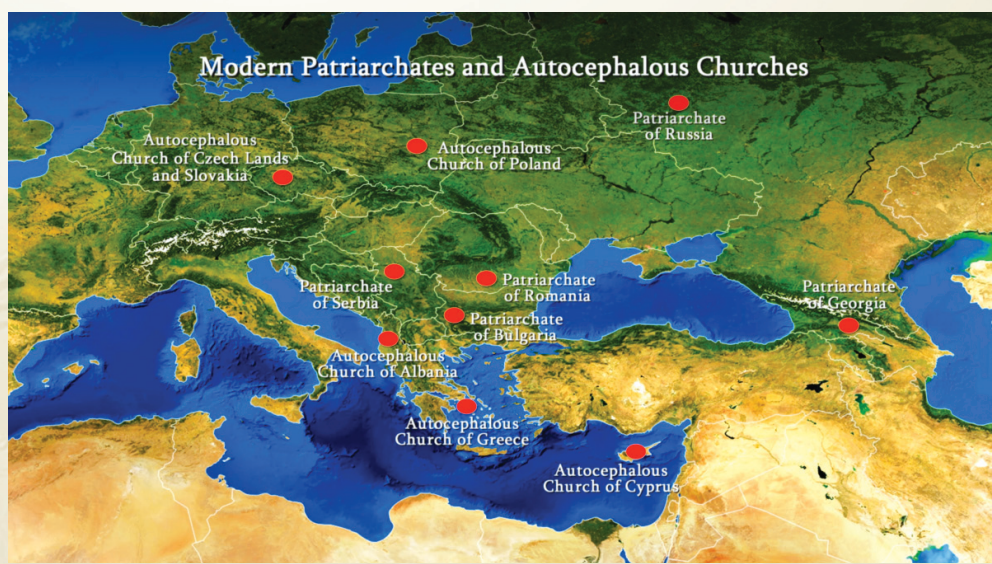 Modern Patriarchates and Autocephalous Churches
Patriarchate
of Russia
Autocephalous
Church of Czech Lands
and Slovakia
Autocephalous
Church of Poland
Patriarchate
of Serbia
Patriarchate
of Romania
Patriarchate
of Georgia
Patriarchate
of Bulgaria
Autocephalous
Church of Albania
Autocephalous
Church of Greece
Autocephalous
Church of Cyprus